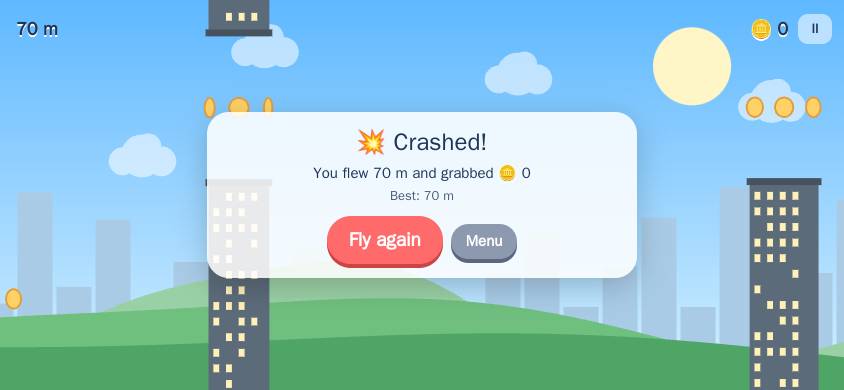 70 m
0
💥 Crashed!
You flew 70 m and grabbed 🪙 0
Best: 70 m
Fly again
Menu